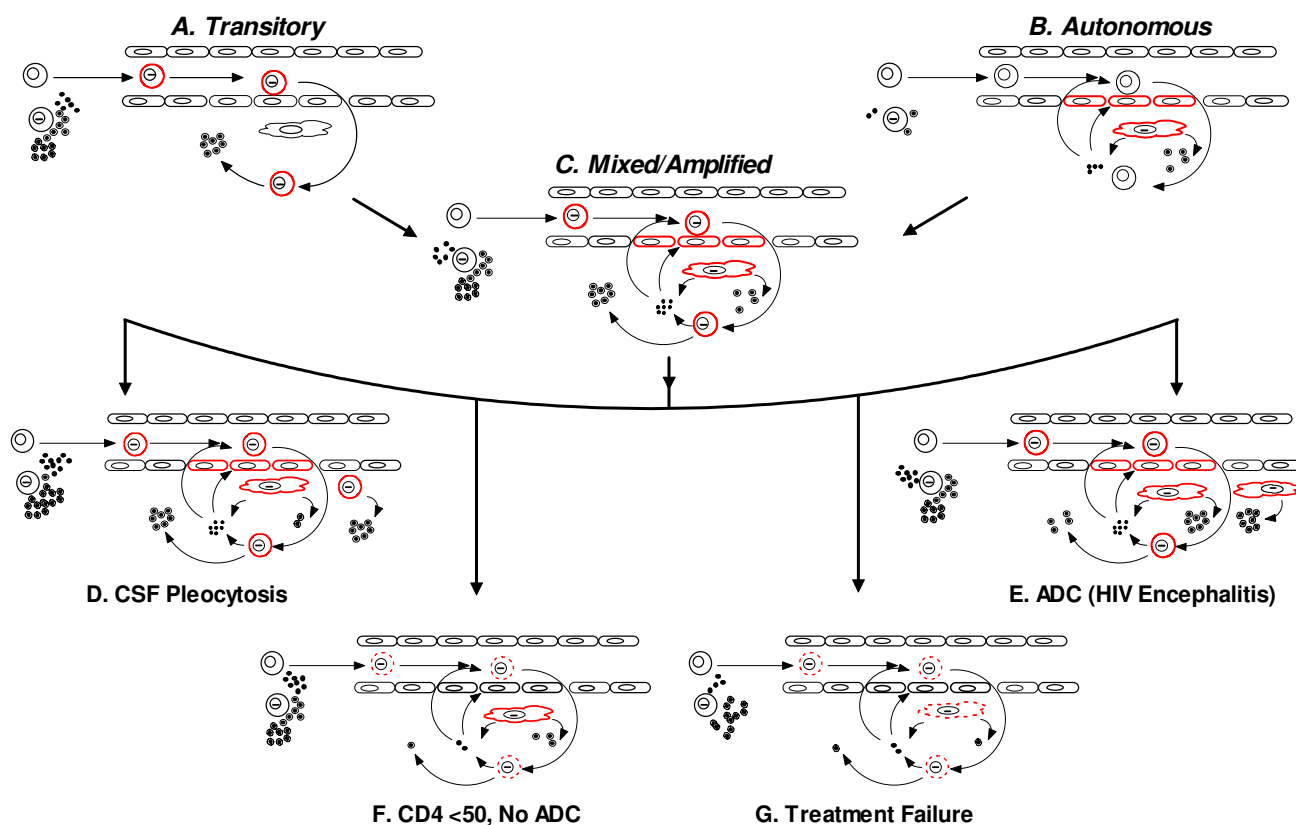 A. Transitory
B. Autonomous
C. Mixed/Amplified
D. CSF Pleocytosis
E. ADC (HIV Encephalitis)
F. CD4 <50, No ADC
G. Treatment Failure